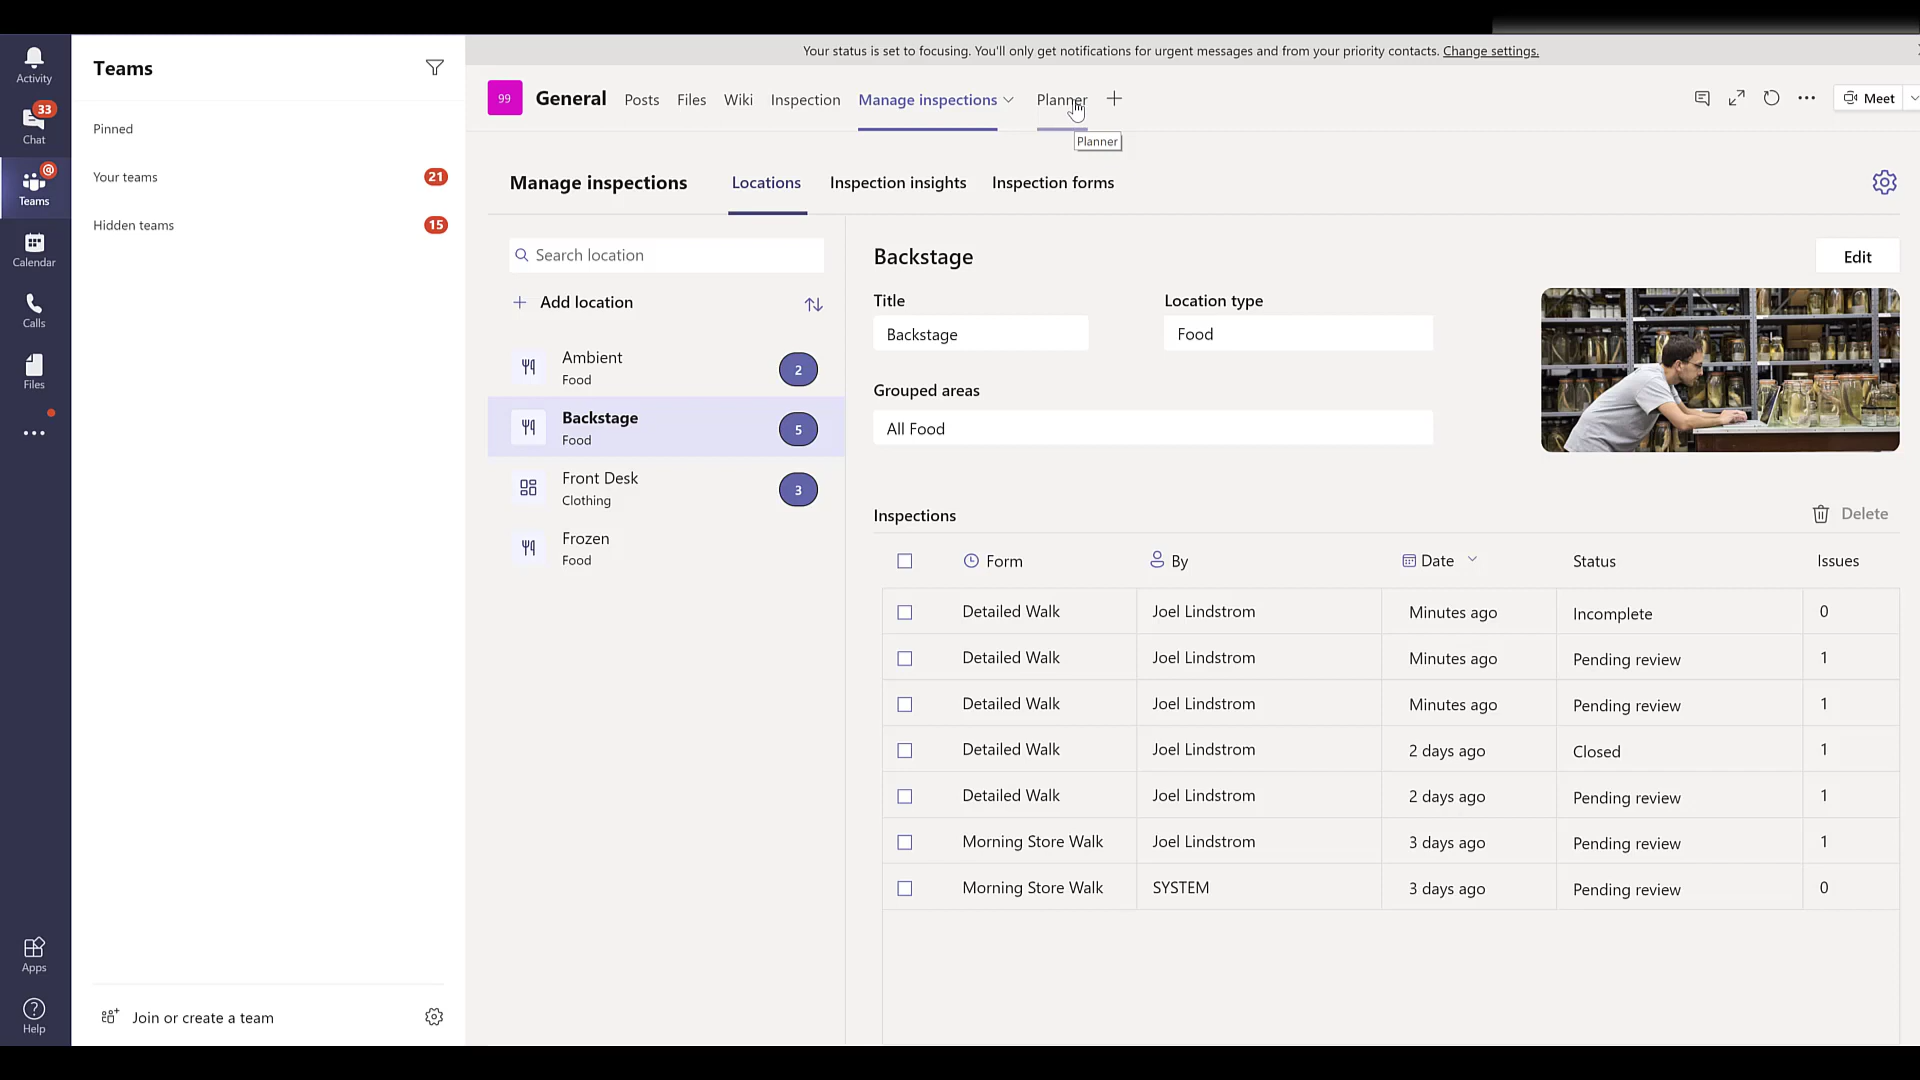 Your status is set to focusing. You'll only get notifications for urgent messages and from your priority contacts. Change settings.
Activity
33
Chat
@
Teams
Calendar
Calls
Files
Apps
Help
Teams
Pinned
Your teams 21
Hidden teams 15
Join or create a team
99 General Posts Files Wiki Inspection Manage inspections Planner Meet
Planner
Manage inspections Locations Inspection insights Inspection forms
Search location
Add location
Ambient
Food
2
Backstage
Food
5
Front Desk
Clothing
3
Frozen
Food
Backstage Edit
Title Location type
Backstage Food
Grouped areas
All Food
Inspections Delete
Form By Date Status Issues
Detailed Walk Joel Lindstrom Minutes ago Incomplete 0
Detailed Walk Joel Lindstrom Minutes ago Pending review 1
Detailed Walk Joel Lindstrom Minutes ago Pending review 1
Detailed Walk Joel Lindstrom 2 days ago Closed 1
Detailed Walk Joel Lindstrom 2 days ago Pending review 1
Morning Store Walk Joel Lindstrom 3 days ago Pending review 1
Morning Store Walk SYSTEM 3 days ago Pending review 0